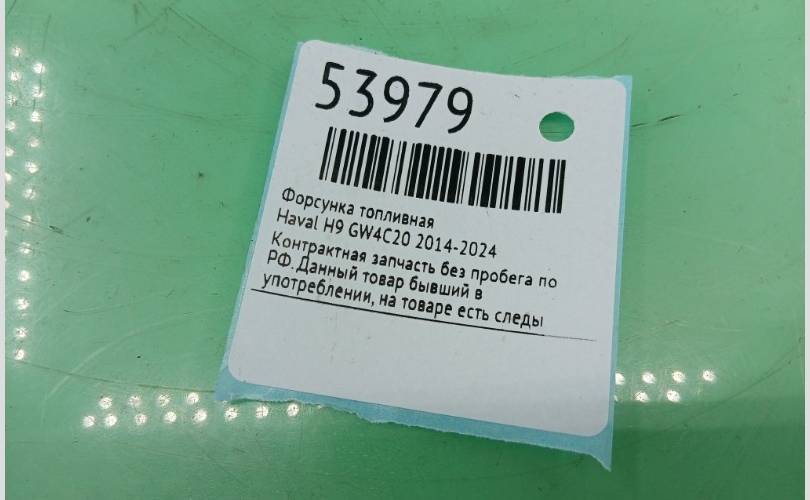 53979
Форсунка топливная
Haval H9 GW4C20 2014-2024
Контрактная запчасть без пробега по
РФ. Данный товар бывший в
употреблении, на товаре есть следы